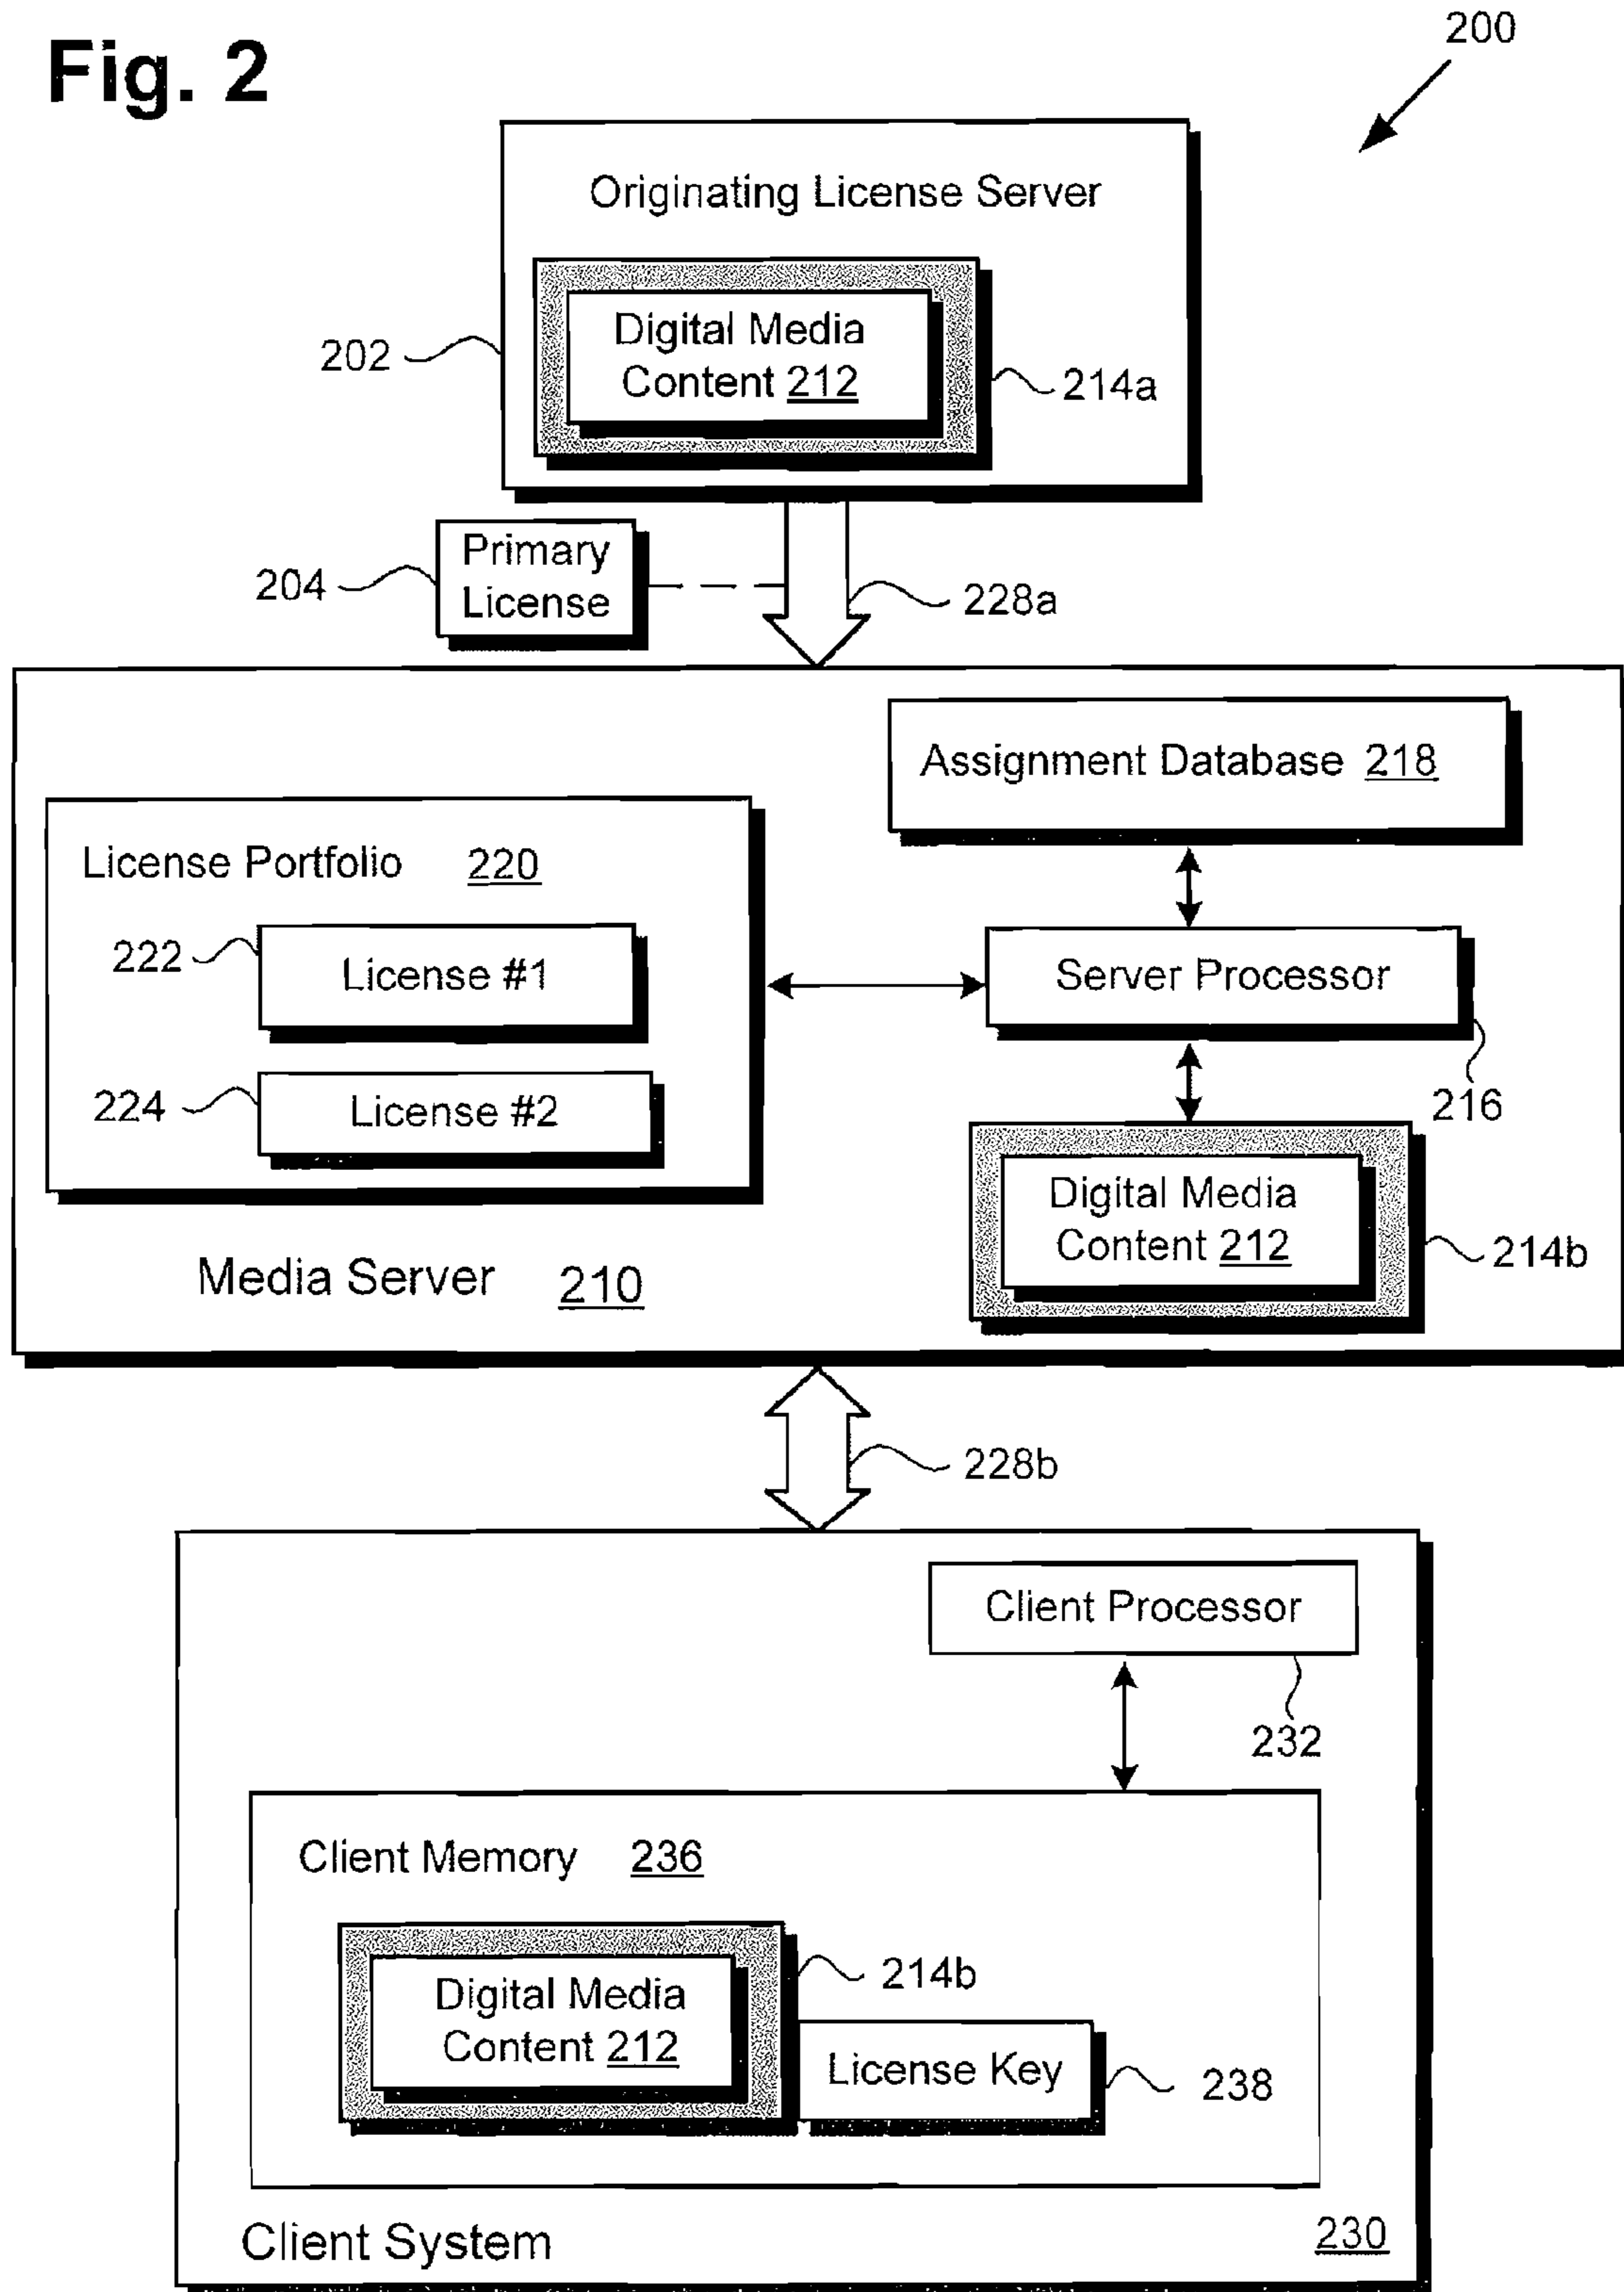 Fig. 2
200
Originating License Server
Digital Media
Content 212
202
214a
Primary
License
204
228a
Assignment Database 218
License Portfolio 220
222
License #1
Server Processor
224
License #2
216
Digital Media
Content 212
214b
Media Server 210
228b
Client Processor
232
Client Memory 236
214b
Digital Media
Content 212
License Key
238
Client System
230